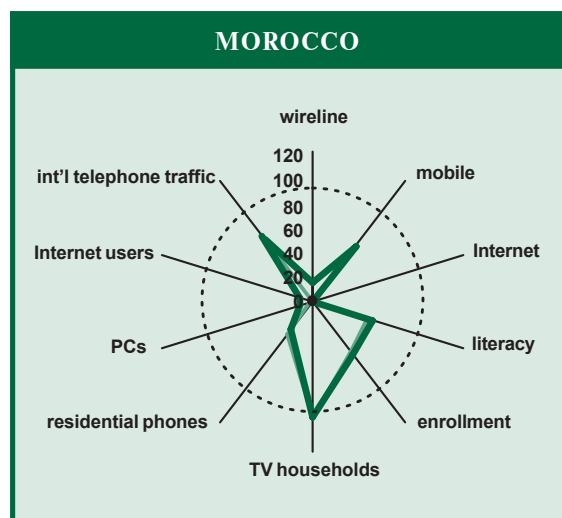 MOROCCO
wireline
120
100
80
60
40
20
0
int'l telephone traffic
mobile
Internet users
Internet
PCs
literacy
residential phones
enrollment
TV households